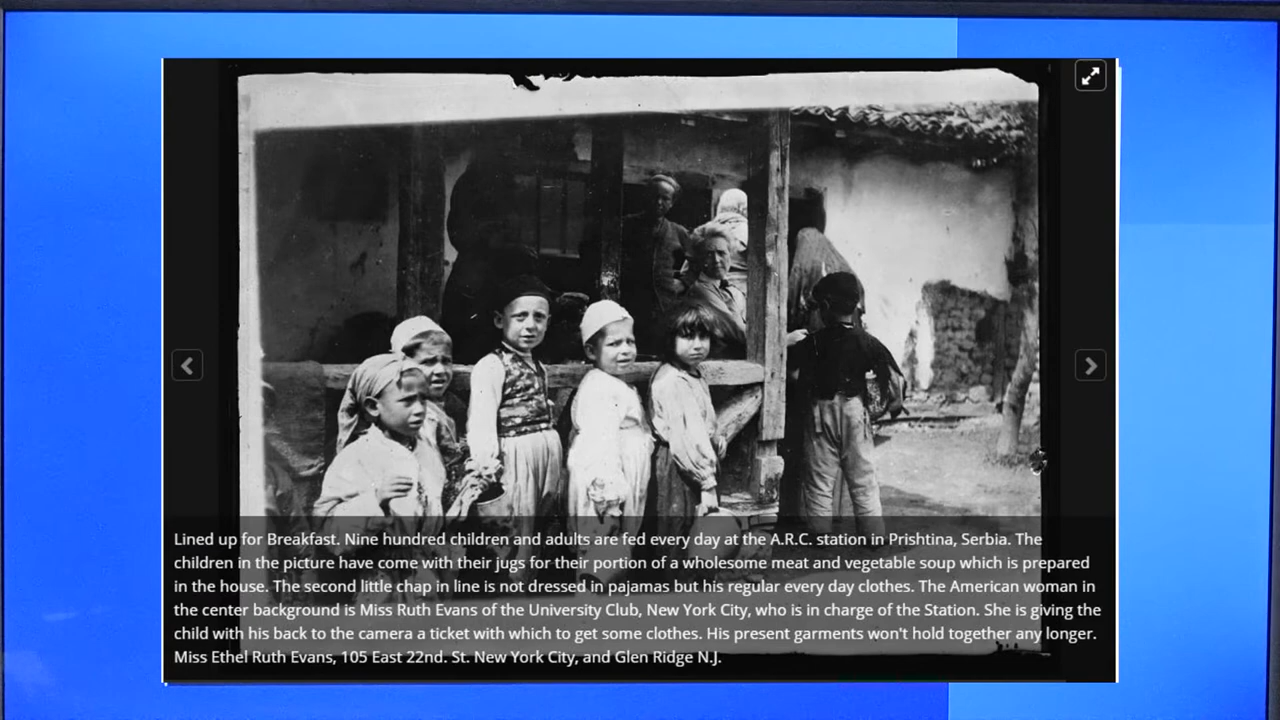 Lined up for Breakfast. Nine hundred children and adults are fed every day at the A.R.C. station in Prishtina, Serbia. The
children in the picture have come with their jugs for their portion of a wholesome meat and vegetable soup which is prepared
in the house. The second little chap in line is not dressed in pajamas but his regular every day clothes. The American woman in
the center background is Miss Ruth Evans of the University Club, New York City, who is in charge of the Station. She is giving the
child with his back to the camera a ticket with which to get some clothes. His present garments won't hold together any longer.
Miss Ethel Ruth Evans, 105 East 22nd. St. New York City, and Glen Ridge N.J.